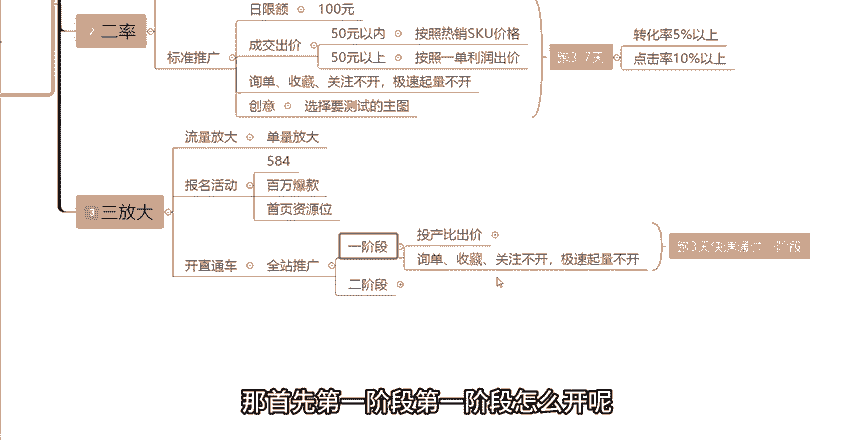 日限额 100元
2 二率
标准推广
成交出价
50元以内 按照热销SKU价格
50元以上 按照一单利润出价
询单、收藏、关注不开，极速起量不开
创意 选择要测试的主图
转化率5%以上
点击率10%以上
三放大
流量放大 单量放大
报名活动
584
百万爆款
首页资源位
开直通车 全站推广
一阶段
投产比出价
询单、收藏、关注不开，极速起量不开
二阶段
那首先第一阶段第一阶段怎么开呢